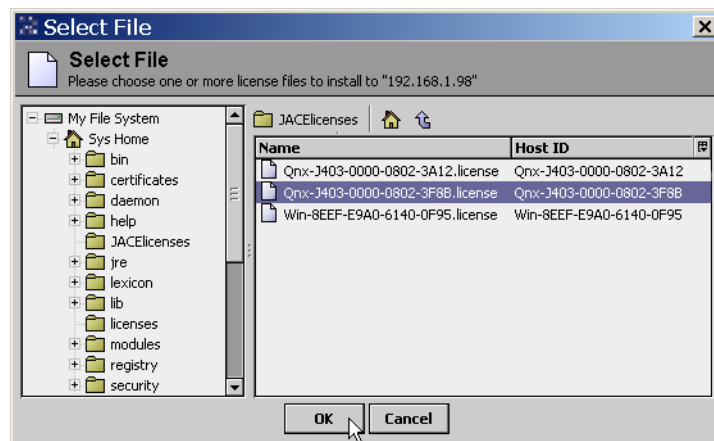 Select File
Select File
Please choose one or more license files to install to "192.168.1.98"
My File System
Sys Home
bin
certificates
daemon
help
JACElicenses
jre
lexicon
lib
licenses
modules
registry
security
JACElicenses
Name Host ID
Qnx-J403-0000-0802-3A12.license Qnx-J403-0000-0802-3A12
Qnx-J403-0000-0802-3F8B.license Qnx-J403-0000-0802-3F8B
Win-8EEF-E9A0-6140-0F95.license Win-8EEF-E9A0-6140-0F95
OK Cancel